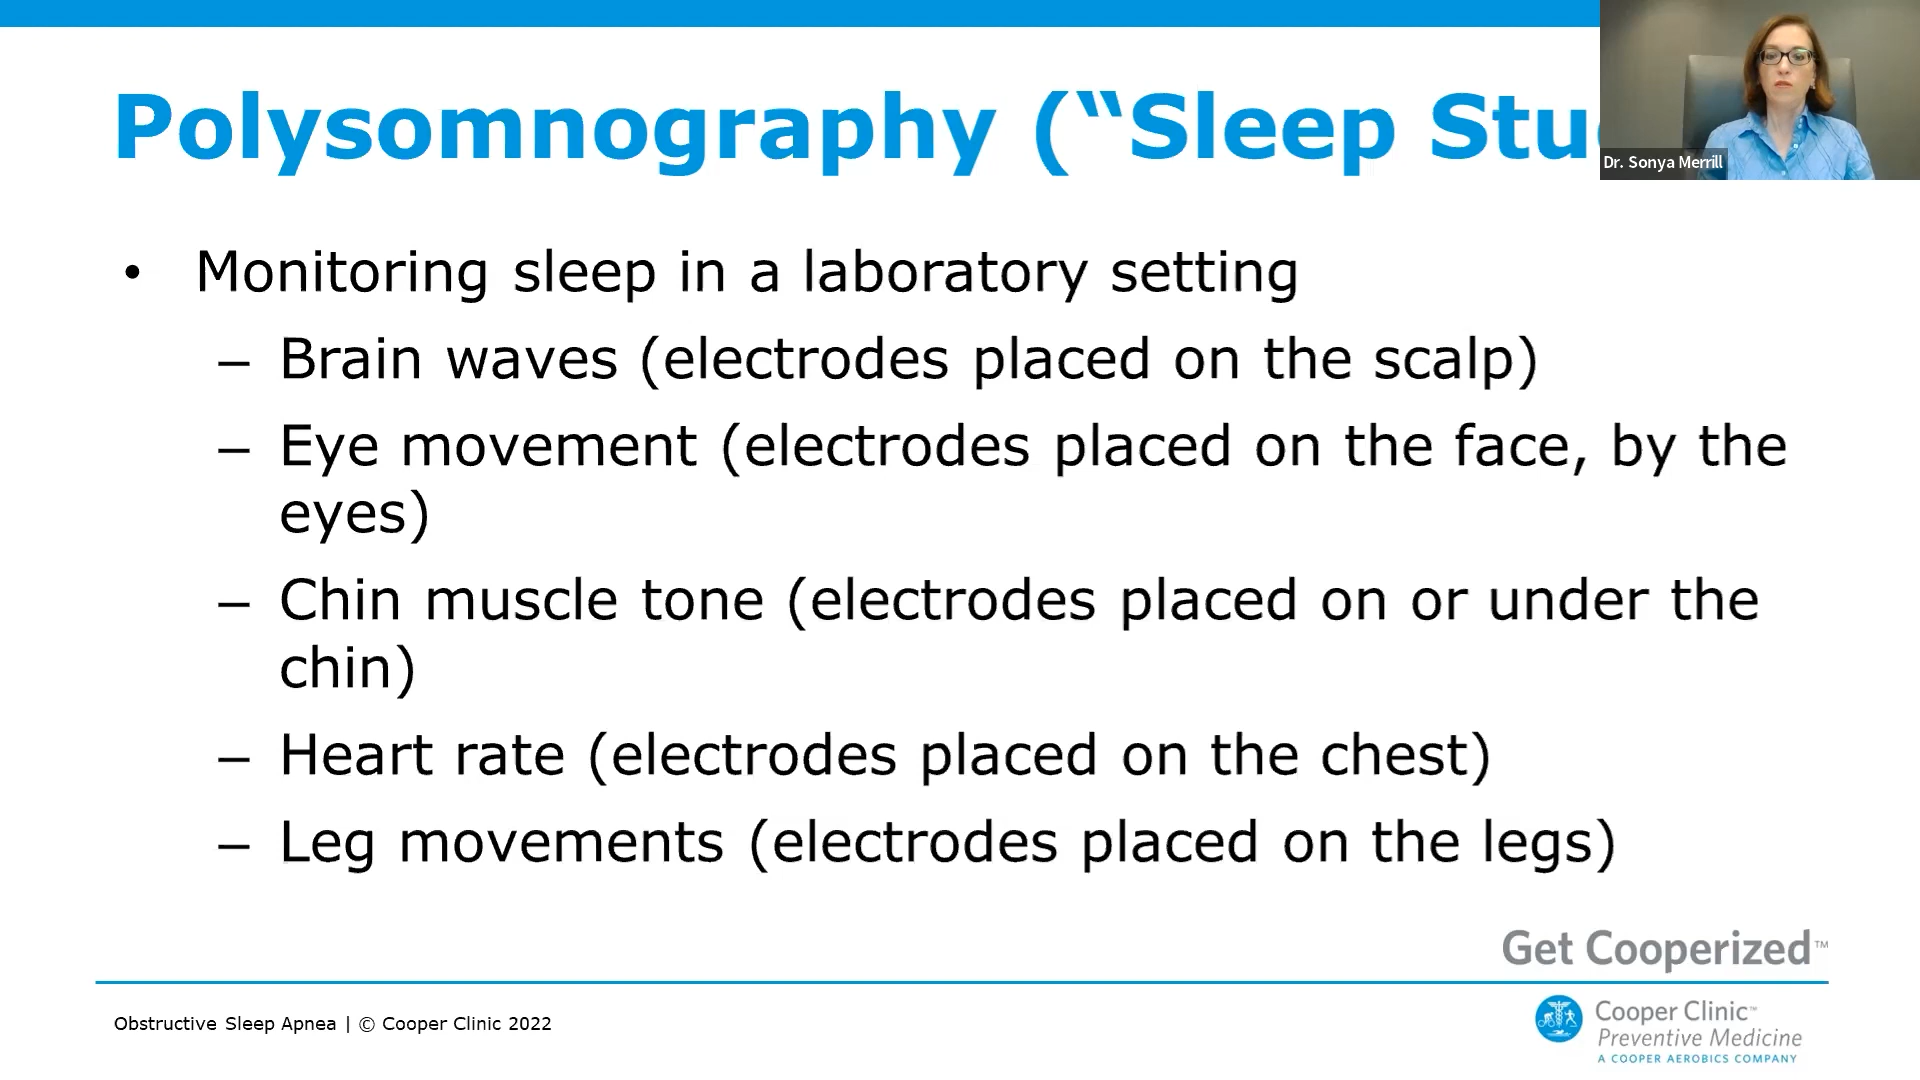 Polysomnography (“Sleep
Dr. Sonya Merrill
• Monitoring sleep in a laboratory setting
– Brain waves (electrodes placed on the scalp)
– Eye movement (electrodes placed on the face, by the
eyes)
– Chin muscle tone (electrodes placed on or under the
chin)
– Heart rate (electrodes placed on the chest)
– Leg movements (electrodes placed on the legs)
Get Cooperized™
Obstructive Sleep Apnea | © Cooper Clinic 2022
Cooper Clinic™
Preventive Medicine
A COOPER AEROBICS COMPANY